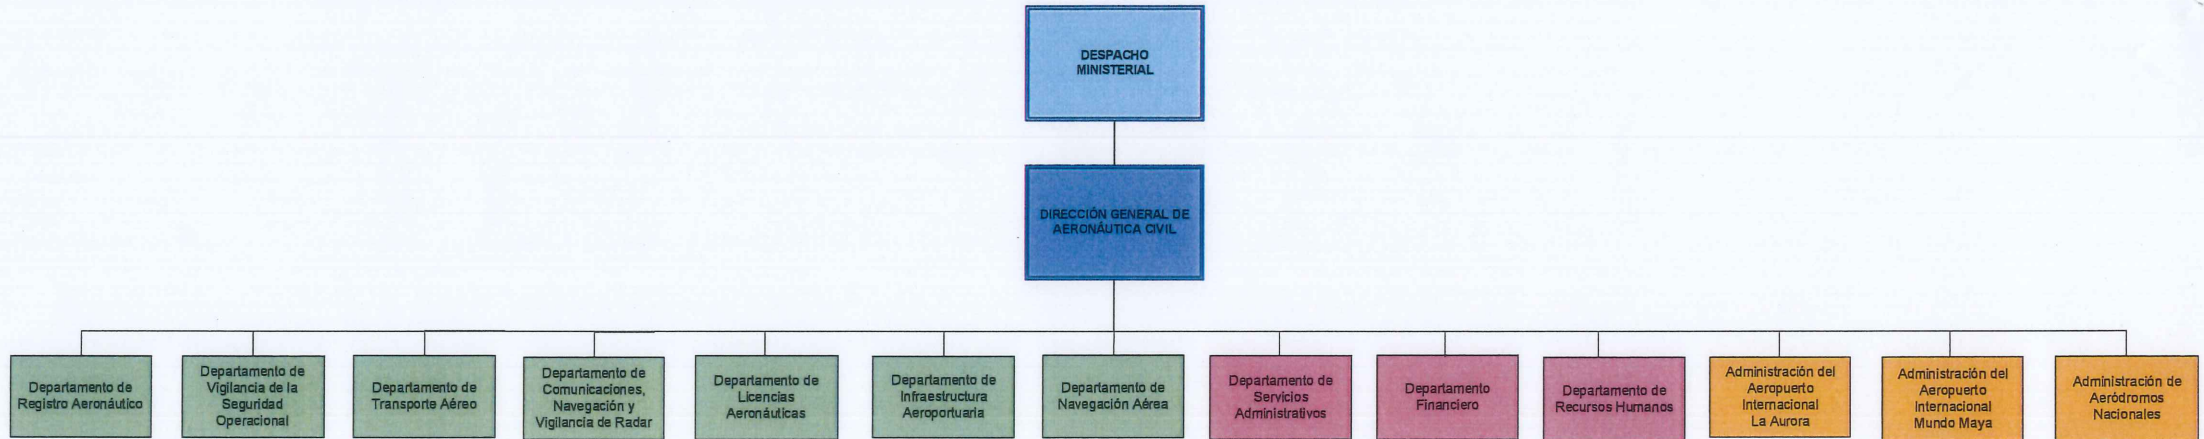 DESPACHO
MINISTERIAL
DIRECCIÓN GENERAL DE
AERONÁUTICA CIVIL
Departamento de
Registro Aeronáutico
Departamento de
Vigilancia de la
Seguridad
Operacional
Departamento de
Transporte Aéreo
Departamento de
Comunicaciones,
Navegación y
Vigilancia de Radar
Departamento de
Licencias
Aeronáuticas
Departamento de
Infraestructura
Aeroportuaria
Departamento de
Navegación Aérea
Departamento de
Servicios
Administrativos
Departamento
Financiero
Departamento de
Recursos Humanos
Administración del
Aeropuerto
Internacional
La Aurora
Administración del
Aeropuerto
Internacional
Mundo Maya
Administración de
Aeródromos
Nacionales